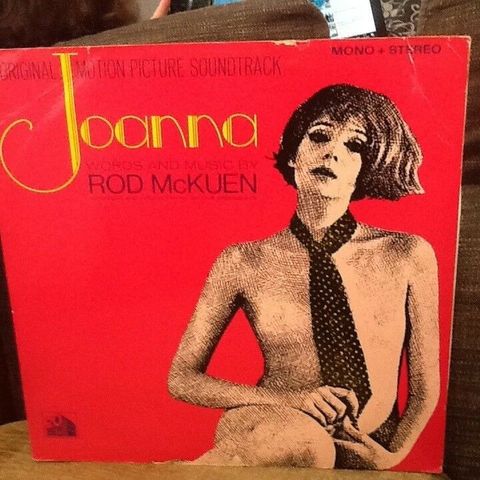 MONO + STEREO
ORIGINAL MOTION PICTURE SOUNDTRACK
Joanna
WORDS AND MUSIC BY
ROD McKUEN